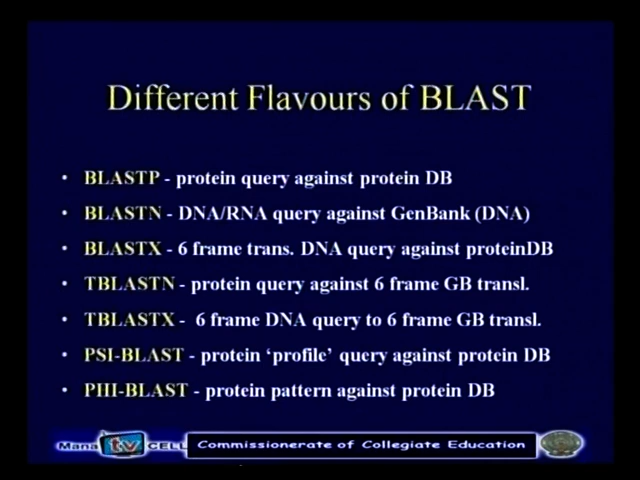 Different Flavours of BLAST
• BLASTP - protein query against protein DB
• BLASTN - DNA/RNA query against GenBank (DNA)
• BLASTX - 6 frame trans. DNA query against proteinDB
• TBLASTN - protein query against 6 frame GB transl.
• TBLASTX - 6 frame DNA query to 6 frame GB transl.
• PSI-BLAST - protein ‘profile’ query against protein DB
• PHI-BLAST - protein pattern against protein DB
Mana tv CELL Commissionerate of Collegiate Education